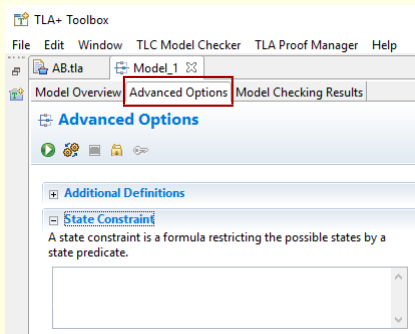 TLA+ Toolbox
File Edit Window TLC Model Checker TLA Proof Manager Help
AB.tla Model_1
Model Overview Advanced Options Model Checking Results
Advanced Options
Additional Definitions
State Constraint
A state constraint is a formula restricting the possible states by a
state predicate.